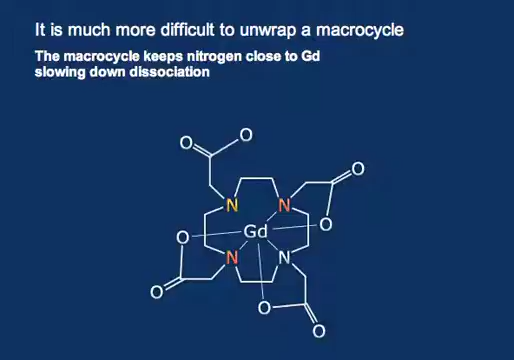 It is much more difficult to unwrap a macrocycle
The macrocycle keeps nitrogen close to Gd
slowing down dissociation
O O
O
N N
O
O Gd
N N
O
O
O